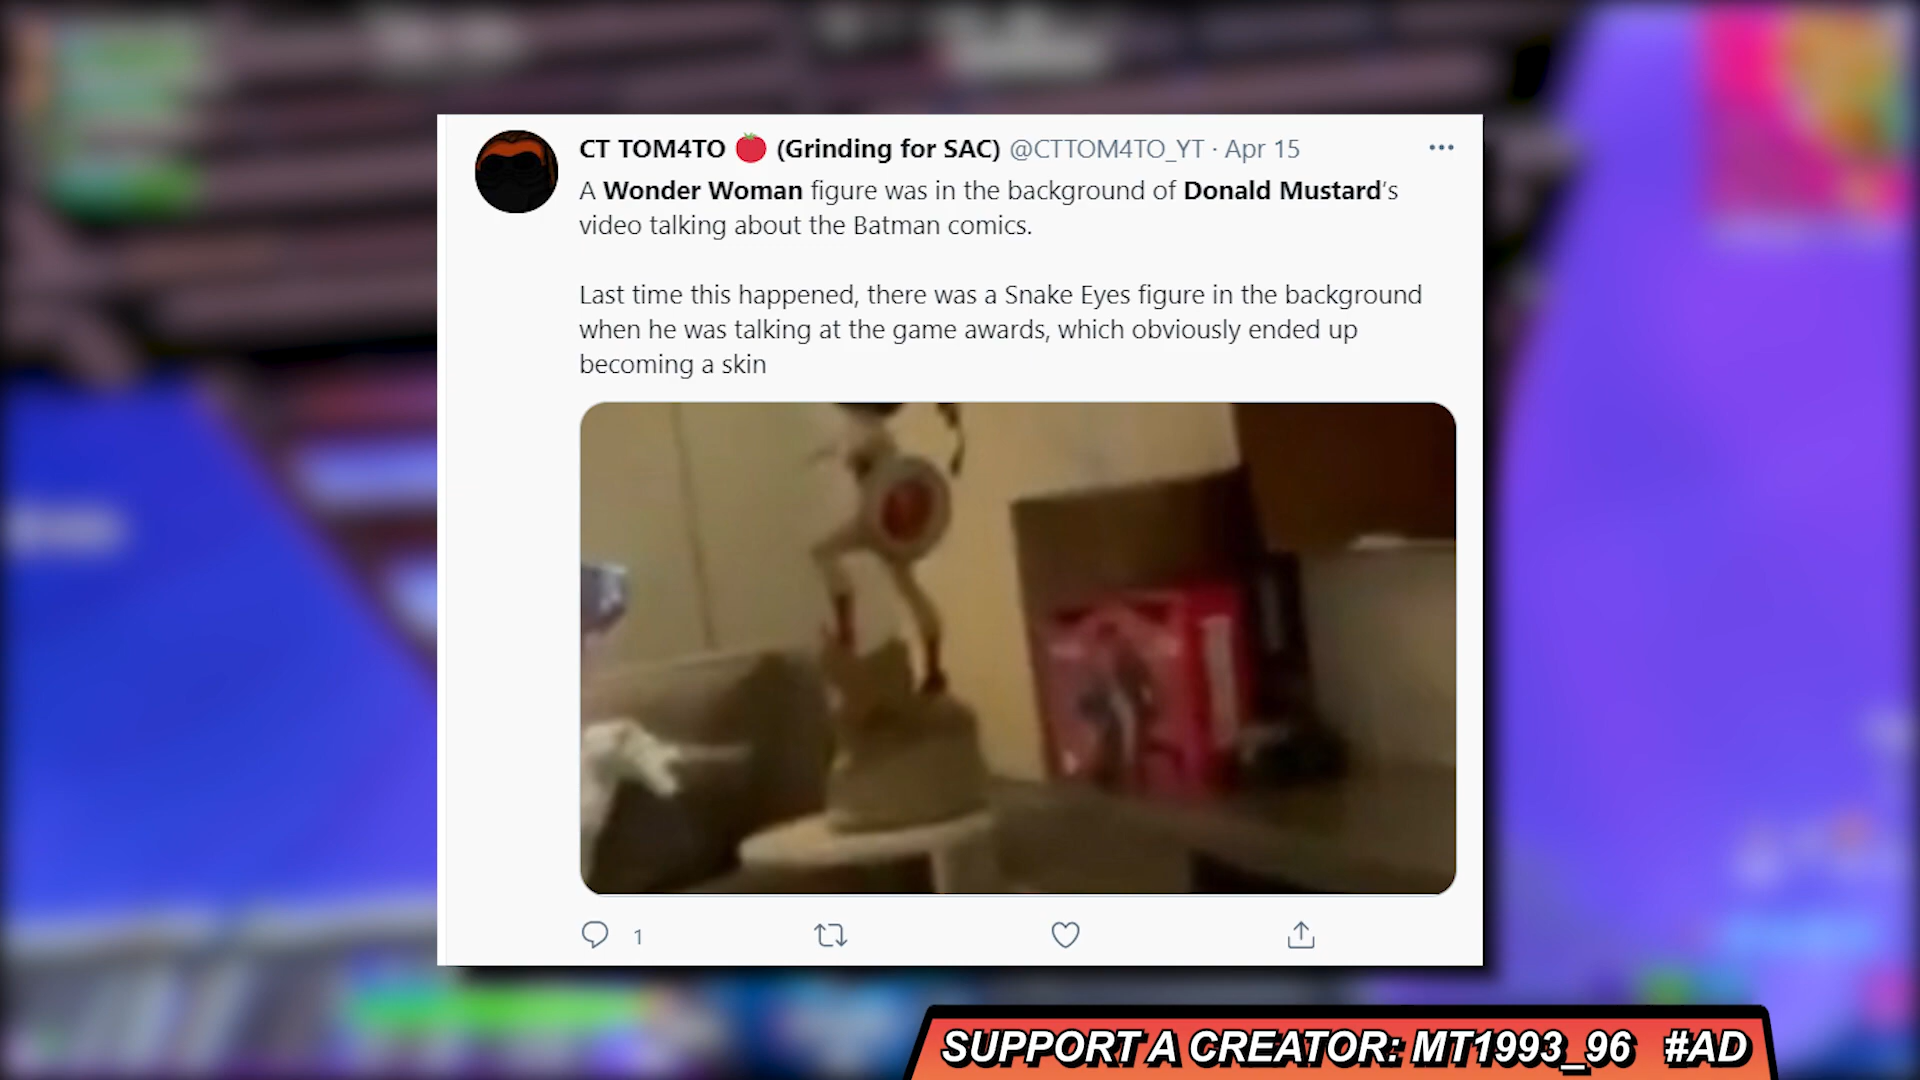 CT TOM4TO 🍅 (Grinding for SAC) @CTTOM4TO_YT · Apr 15
A Wonder Woman figure was in the background of Donald Mustard's
video talking about the Batman comics.
Last time this happened, there was a Snake Eyes figure in the background
when he was talking at the game awards, which obviously ended up
becoming a skin
1
SUPPORT A CREATOR: MT1993_96 #AD